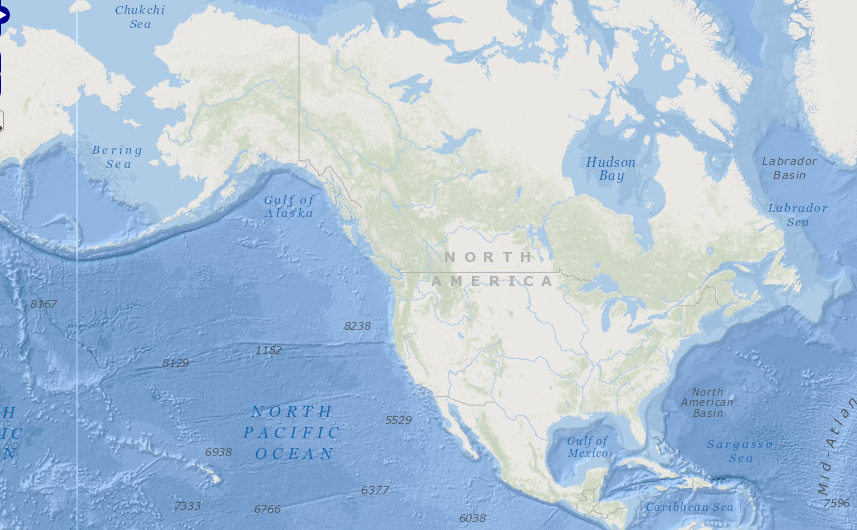 Chukchi
Sea
Bering
Sea
Hudson
Bay
Labrador
Basin
Gulf of
Alaska
Labrador
Sea
NORTH
AMERICA
8167
8238
1152
8129
North
American
Basin
NORTH
PACIFIC
OCEAN
H
IC
N
5529
Gulf of
Mexico
Sargasso
Sea
6938
6377
7333
6766
6038
Caribbean Sea
Mid-Atlan
7596